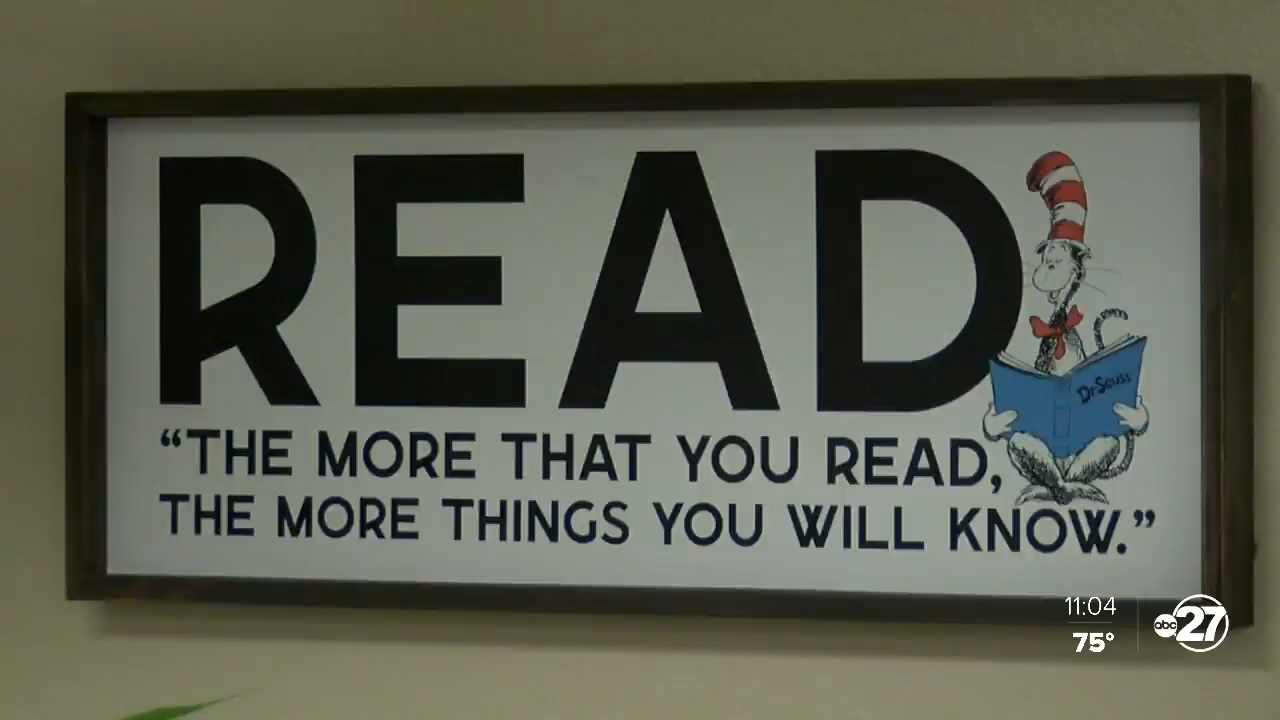 READ
Dr. Seuss
“THE MORE THAT YOU READ,
THE MORE THINGS YOU WILL KNOW.”
11:04
75°
abc 27